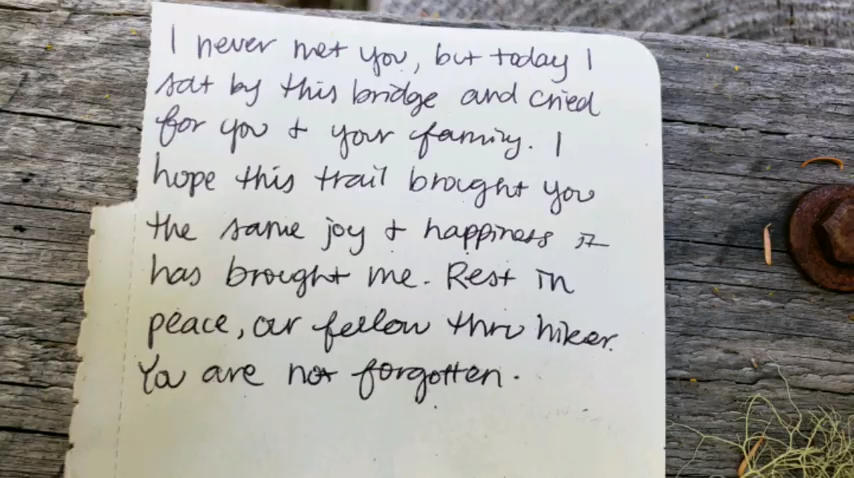 I never met you, but today I
sat by this bridge and cried
for you + your family. I
hope this trail brought you
the same joy + happiness it
has brought me. Rest in
peace, our fellow thru hiker.
You are not forgotten.